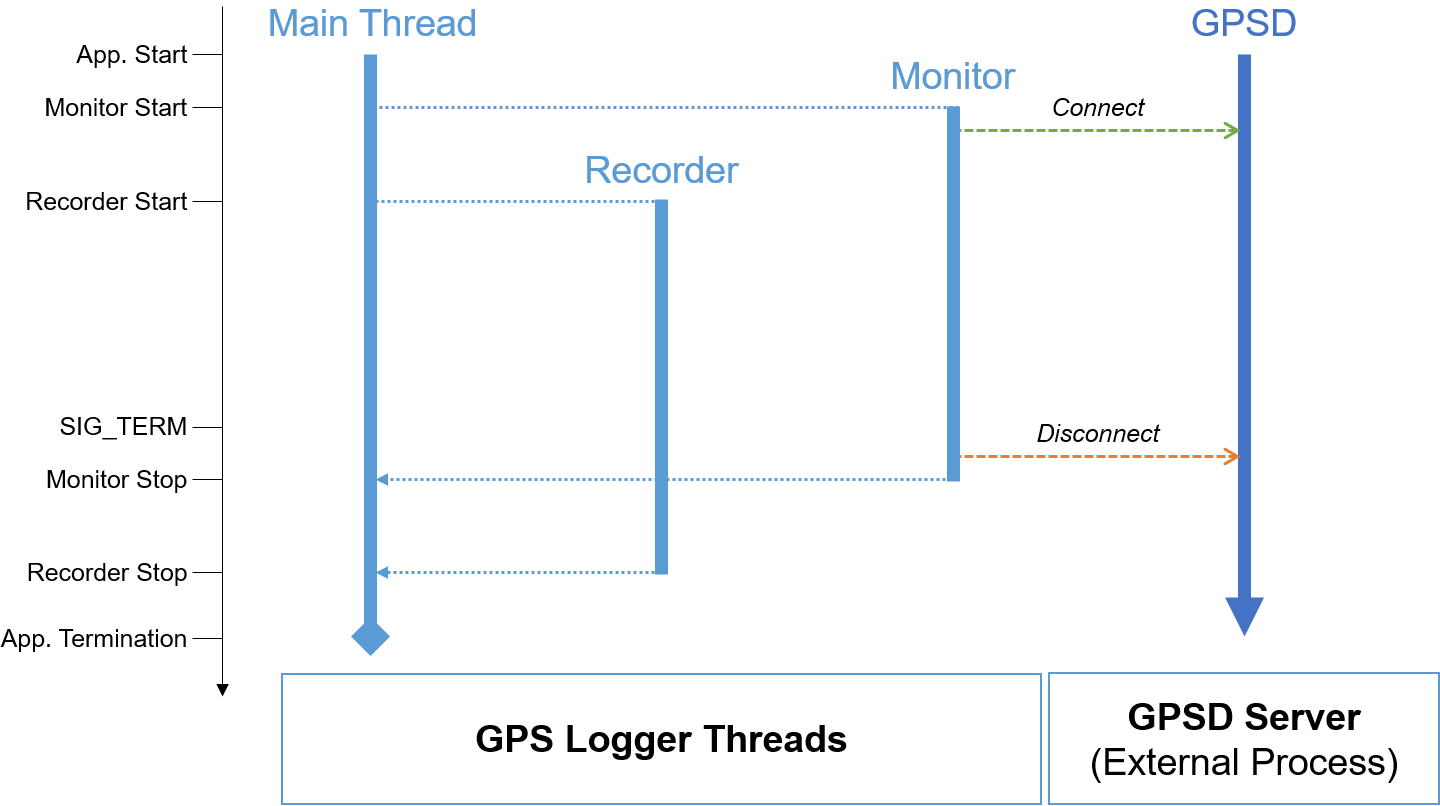 Main Thread
GPSD
App. Start
Monitor
Monitor Start
Connect
Recorder
Recorder Start
SIG_TERM
Disconnect
Monitor Stop
Recorder Stop
App. Termination
GPS Logger Threads
GPSD Server
(External Process)